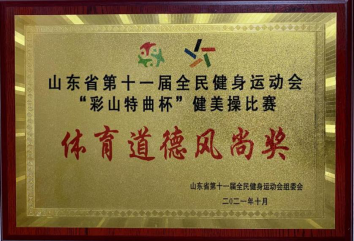 山东省第十一届全民健身运动会
“彩山特曲杯”健美操比赛
体育道德风尚奖
山东省第十一届全民健身运动会组委会
二〇二一年十月